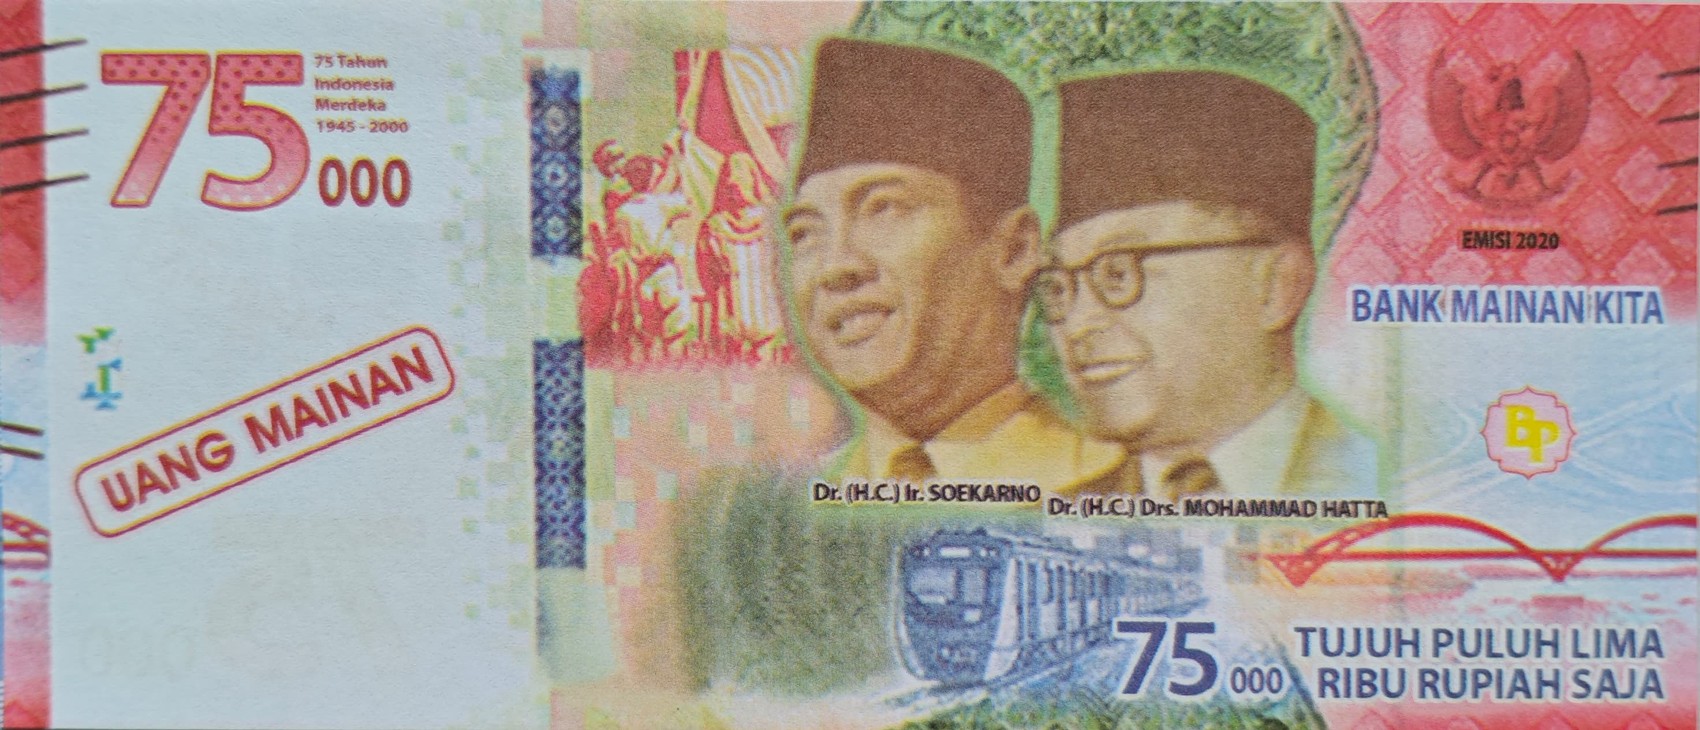 75 000
75 Tahun
Indonesia
Merdeka
1945 - 2000
UANG MAINAN
EMISI 2020
BANK MAINAN KITA
BP
Dr. (H.C.) Ir. SOEKARNO
Dr. (H.C.) Drs. MOHAMMAD HATTA
75 000
TUJUH PULUH LIMA
RIBU RUPIAH SAJA